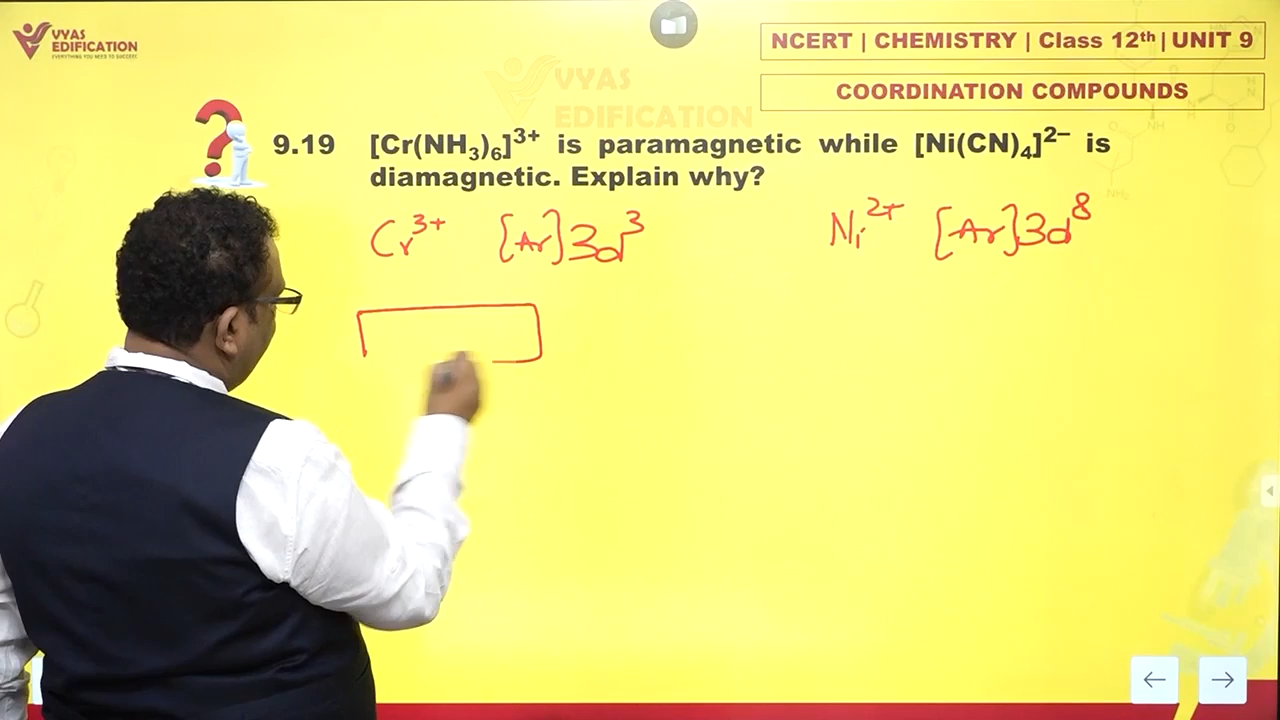 VYAS
EDIFICATION
EVERYTHING YOU NEED TO SUCCEED
NCERT | CHEMISTRY | Class 12th | UNIT 9
COORDINATION COMPOUNDS
VYAS
EDIFICATION
9.19 [Cr(NH₃)₆]³⁺ is paramagnetic while [Ni(CN)₄]²⁻ is
diamagnetic. Explain why?
Cr³⁺ [Ar]3d³
Ni²⁺ [Ar]3d⁸